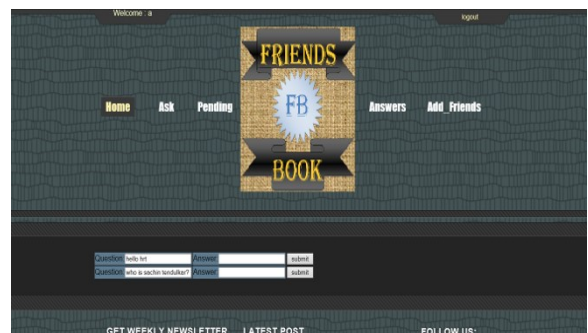 Welcome : a
logout
FRIENDS
FB
BOOK
Home Ask Pending Answers Add_Friends
Question hello hrt Answer submit
Question who is sachin tendulkar? Answer submit
GET WEEKLY NEWSLETTER LATEST POST FOLLOW US: